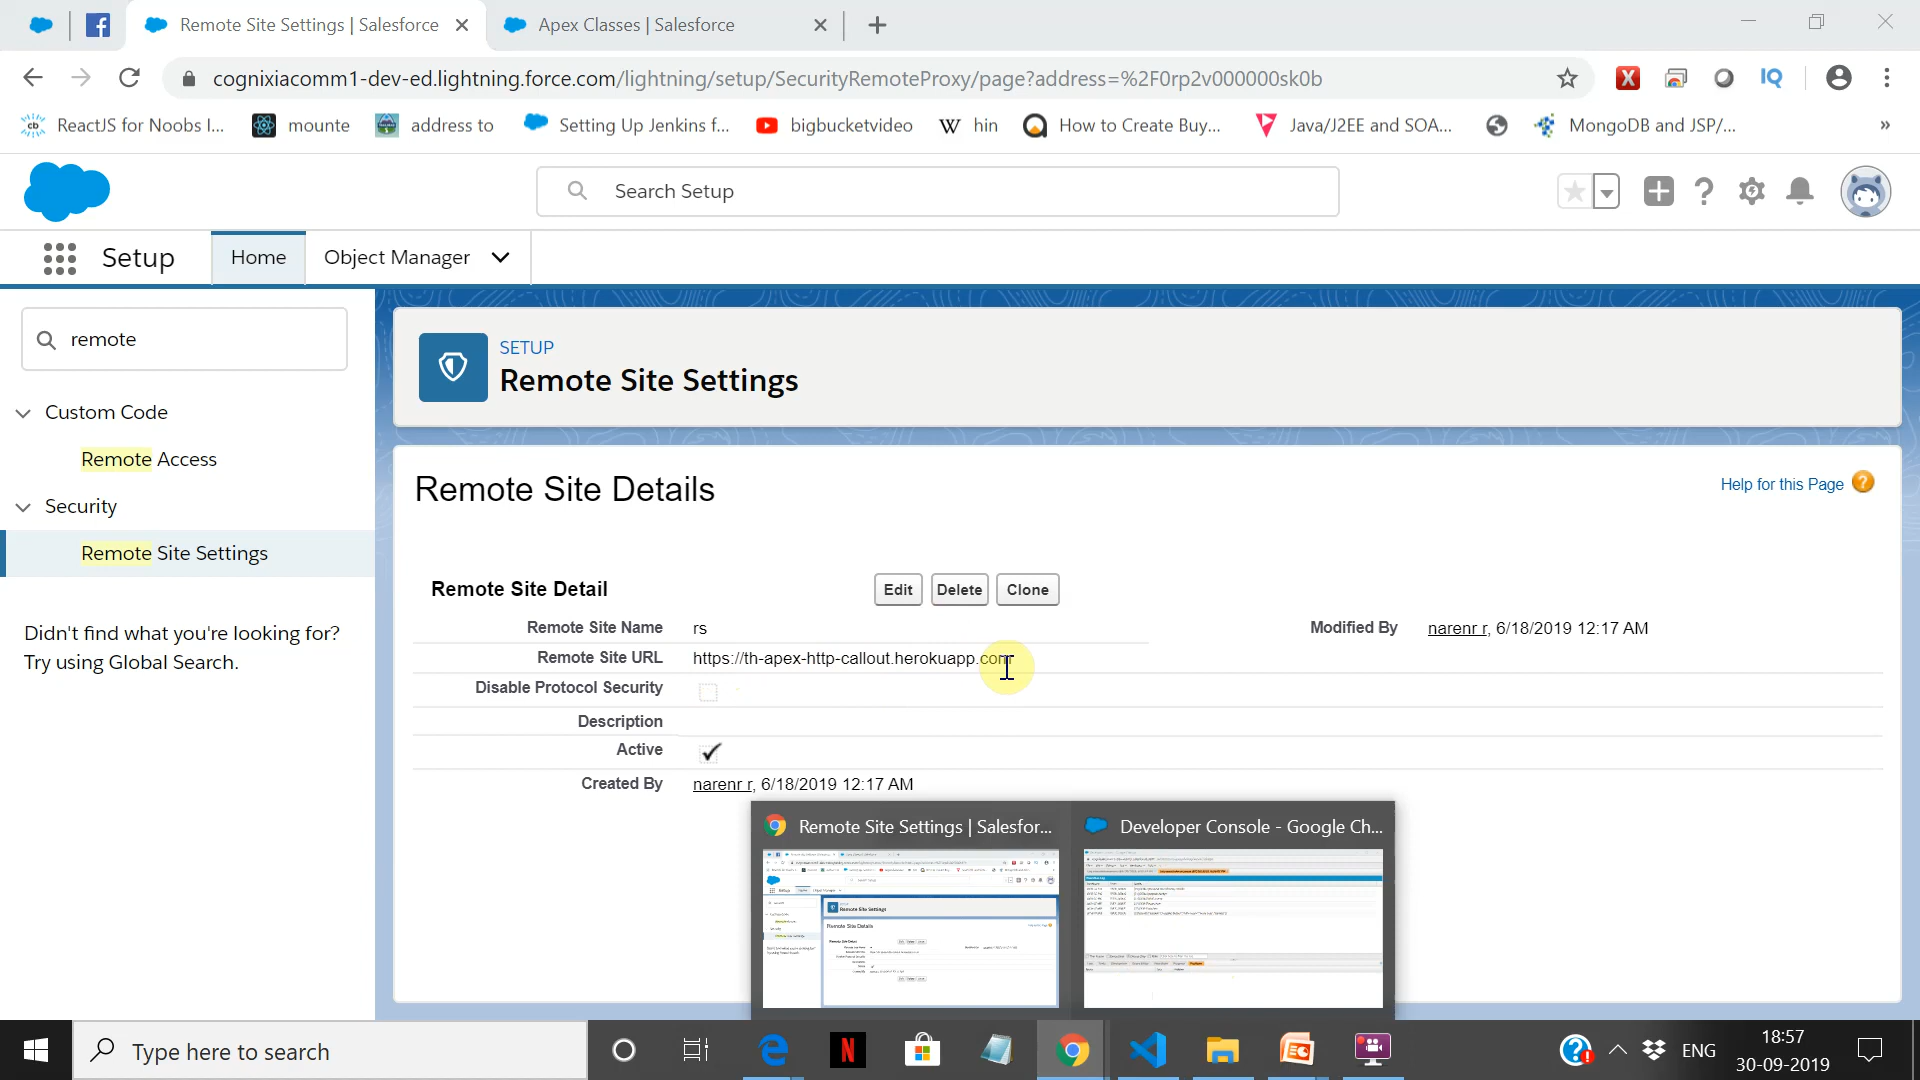 Remote Site Settings | Salesforce
Apex Classes | Salesforce
cognixiacomm1-dev-ed.lightning.force.com/lightning/setup/SecurityRemoteProxy/page?address=%2F0rp2v000000sk0b
ReactJS for Noobs I...
mounte
address to
Setting Up Jenkins f...
bigbucketvideo
hin
How to Create Buy...
Java/J2EE and SOA...
MongoDB and JSP/...
»
Search Setup
Setup
Home
Object Manager
remote
Custom Code
Remote Access
Security
Remote Site Settings
Didn't find what you're looking for?
Try using Global Search.
SETUP
Remote Site Settings
Remote Site Details
Help for this Page
Remote Site Detail
Edit
Delete
Clone
Remote Site Name rs
Modified By narenr r, 6/18/2019 12:17 AM
Remote Site URL https://th-apex-http-callout.herokuapp.com
Disable Protocol Security
Description
Active
Created By narenr r, 6/18/2019 12:17 AM
Remote Site Settings | Salesfor...
Developer Console - Google Ch...
Type here to search
ENG
18:57
30-09-2019